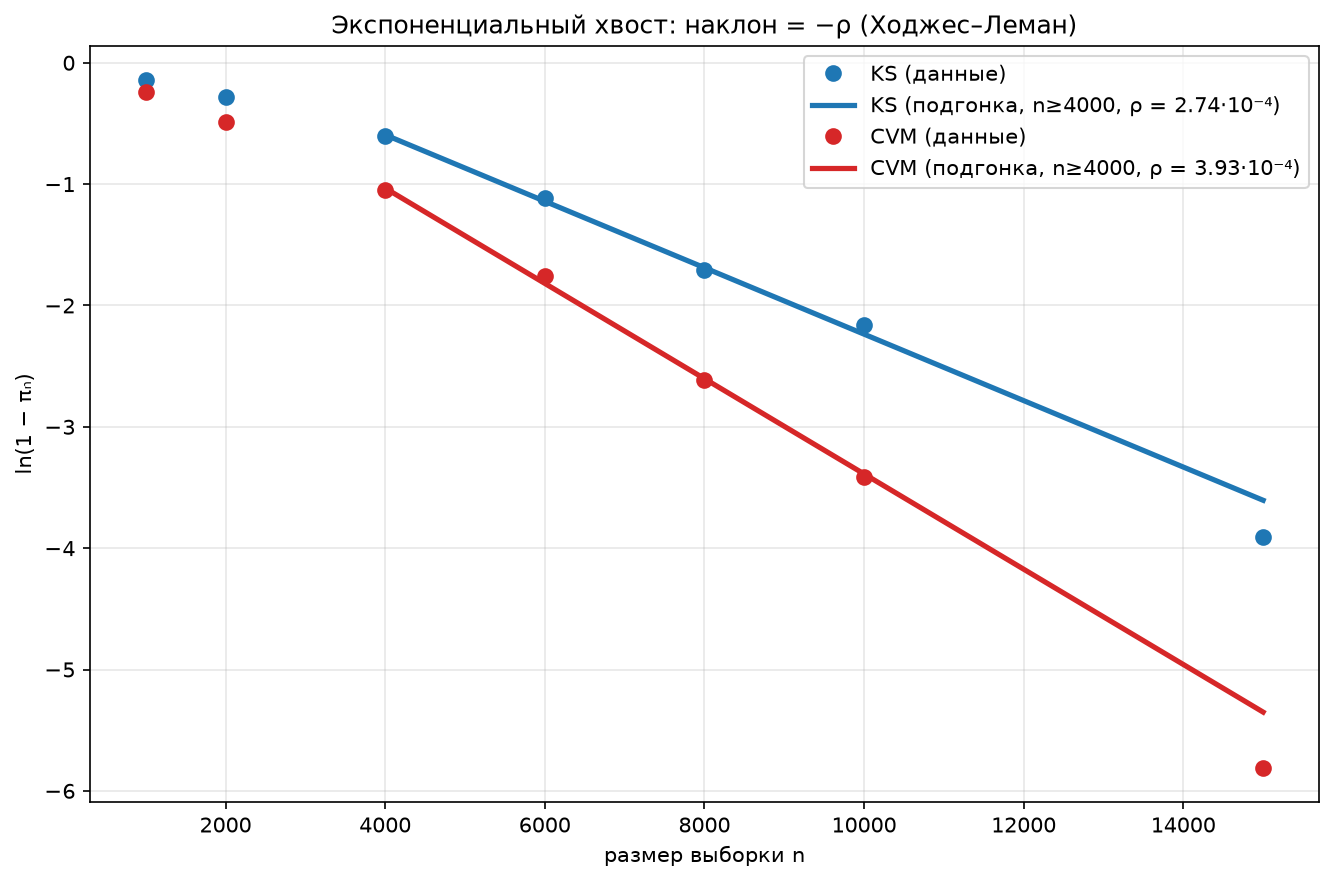 Экспоненциальный хвост: наклон = −ρ (Ходжес–Леман)
KS (данные)
KS (подгонка, n≥4000, ρ = 2.74·10⁻⁴)
CVM (данные)
CVM (подгонка, n≥4000, ρ = 3.93·10⁻⁴)
ln(1 − πₙ)
0
−1
−2
−3
−4
−5
−6
2000 4000 6000 8000 10000 12000 14000
размер выборки n